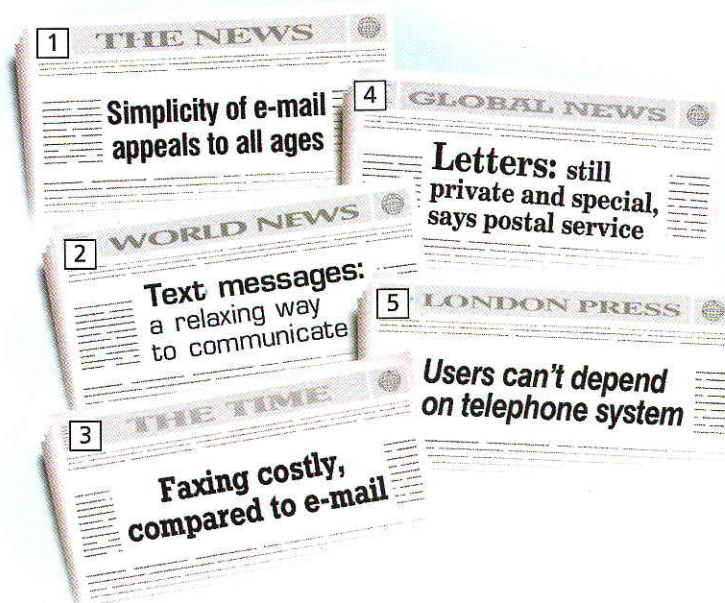 1
THE NEWS
Simplicity of e-mail
appeals to all ages
2
WORLD NEWS
Text messages:
a relaxing way
to communicate
3
THE TIME
Faxing costly,
compared to e-mail
4
GLOBAL NEWS
Letters: still
private and special,
says postal service
5
LONDON PRESS
Users can't depend
on telephone system